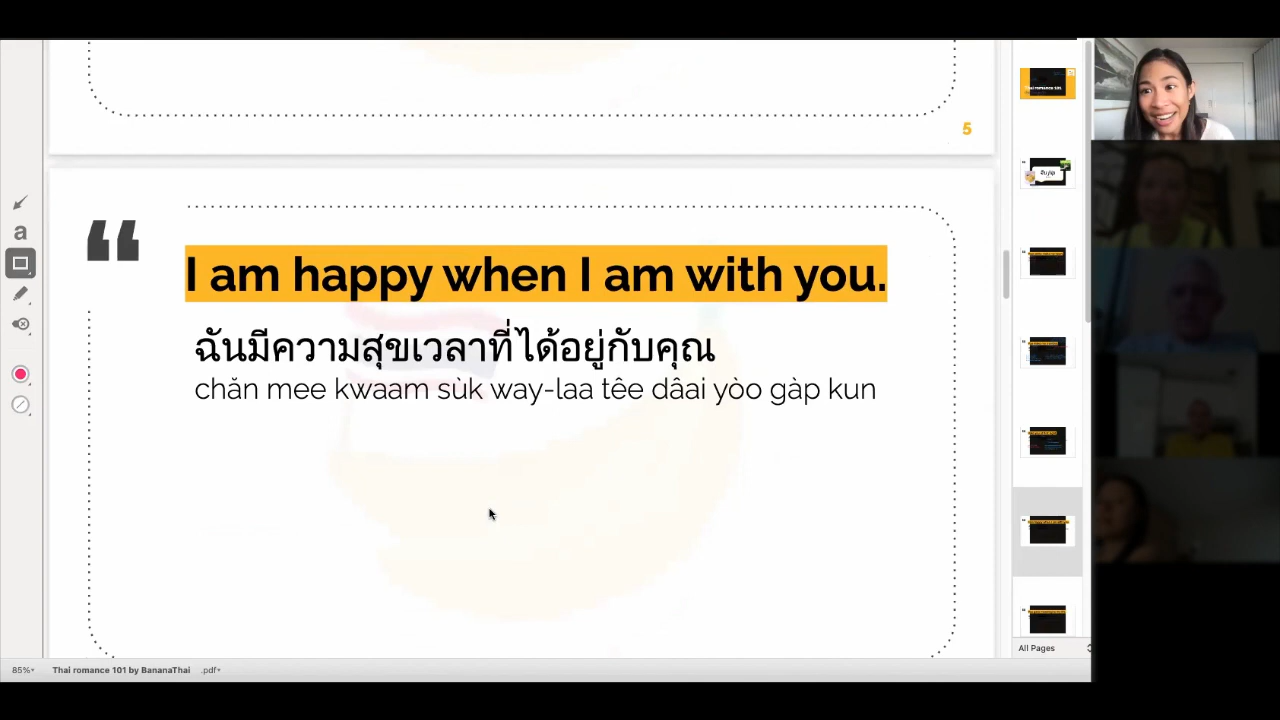 5
“
I am happy when I am with you.
ฉันมีความสุขเวลาที่ได้อยู่กับคุณ
chăn mee kwaam sùk way-laa têe dâai yòo gàp kun
a
All Pages
85%
Thai romance 101 by BananaThai .pdf